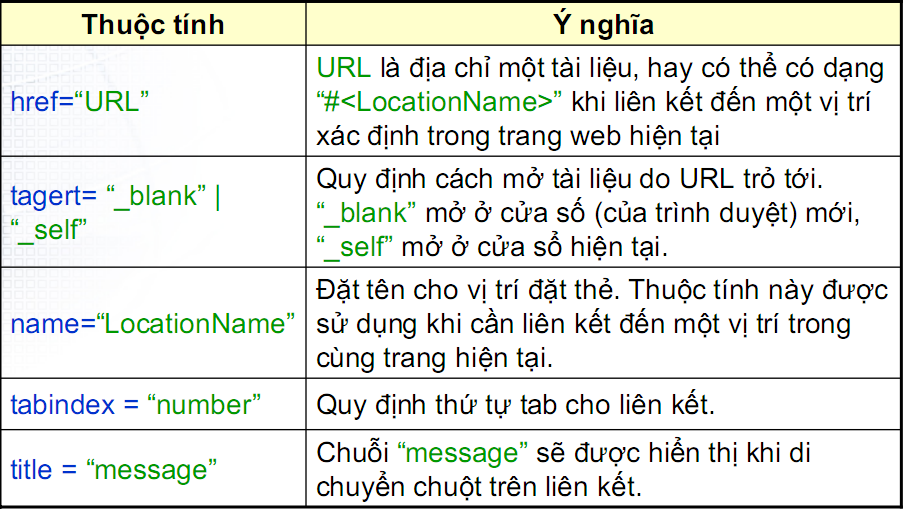 Thuộc tính
Ý nghĩa
href=“URL”
URL là địa chỉ một tài liệu, hay có thể có dạng
“#<LocationName>” khi liên kết đến một vị trí
xác định trong trang web hiện tại
tagert= “_blank” |
“_self”
Quy định cách mở tài liệu do URL trỏ tới.
“_blank” mở ở cửa số (của trình duyệt) mới,
“_self” mở ở cửa sổ hiện tại.
name=“LocationName”
Đặt tên cho vị trí đặt thẻ. Thuộc tính này được
sử dụng khi cần liên kết đến một vị trí trong
cùng trang hiện tại.
tabindex = “number”
Quy định thứ tự tab cho liên kết.
title = “message”
Chuỗi “message” sẽ được hiển thị khi di
chuyển chuột trên liên kết.